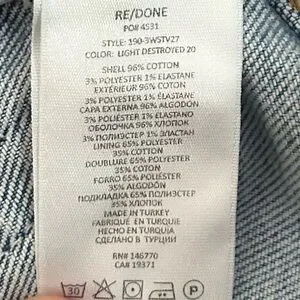 RE/DONE
PO# 4531
STYLE: 190-3WSTV27
COLOR: LIGHT DESTROYED 20
SHELL 96% COTTON
3% POLYESTER 1% ELASTANE
EXTÉRIEUR 96% COTON
3% POLYESTER 1% ELASTANE
CAPA EXTERNA 96% ALGODÓN
3% POLIÉSTER 1% ELASTANO
ОБОЛОЧКА 96% ХЛОПОК
3% ПОЛИЭСТЕР 1% ЭЛАСТАН
LINING 65% POLYESTER
35% COTTON
DOUBLURE 65% POLYESTER
35% COTON
FORRO 65% POLIÉSTER
35% ALGODÓN
ПОДКЛАДКА 65% ПОЛИЭСТЕР
35% ХЛОПОК
MADE IN TURKEY
FABRIQUÉ EN TURQUIE
HECHO EN TURQUÍA
СДЕЛАНО В ТУРЦИИ
RN# 146770
CA# 19371
30 P